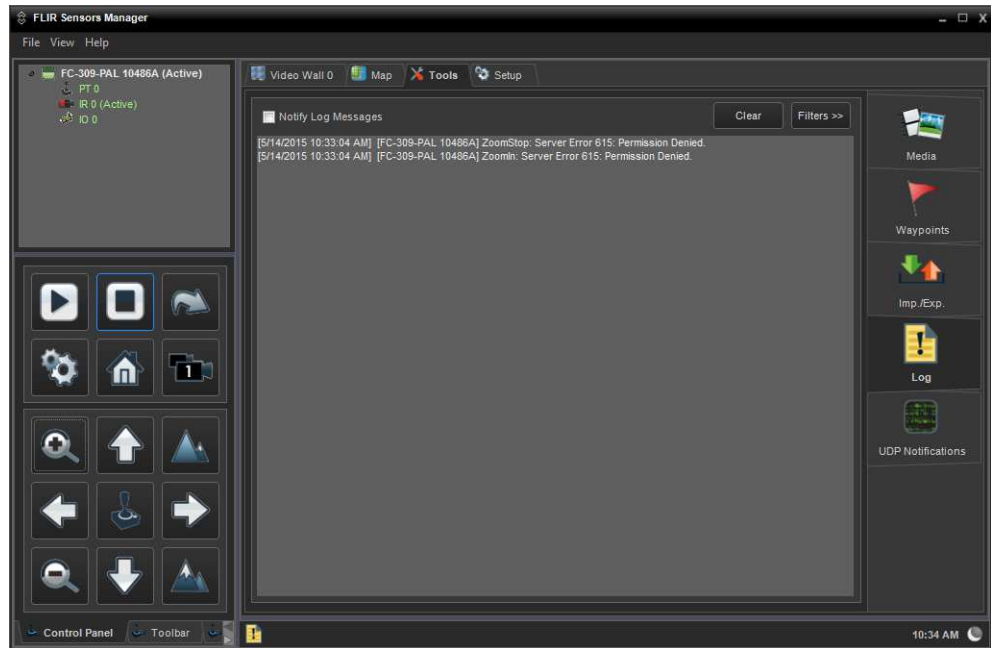 FLIR Sensors Manager
File View Help
FC-309-PAL 10486A (Active)
PT 0
IR 0 (Active)
IO 0
Video Wall 0
Map
Tools
Setup
Notify Log Messages
Clear
Filters >>
[5/14/2015 10:33:04 AM] [FC-309-PAL 10486A] ZoomStop: Server Error 615: Permission Denied.
[5/14/2015 10:33:04 AM] [FC-309-PAL 10486A] ZoomIn: Server Error 615: Permission Denied.
Media
Waypoints
Imp./Exp.
Log
UDP Notifications
1
Control Panel
Toolbar
10:34 AM